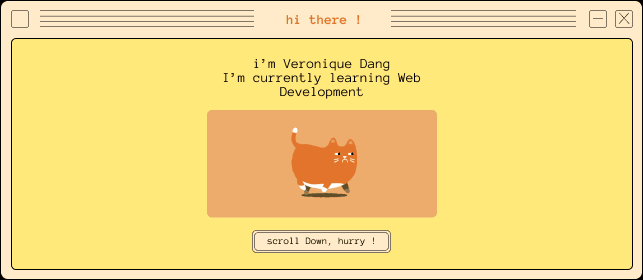 hi there !
i'm Veronique Dang
I'm currently learning Web
Development
scroll Down, hurry !